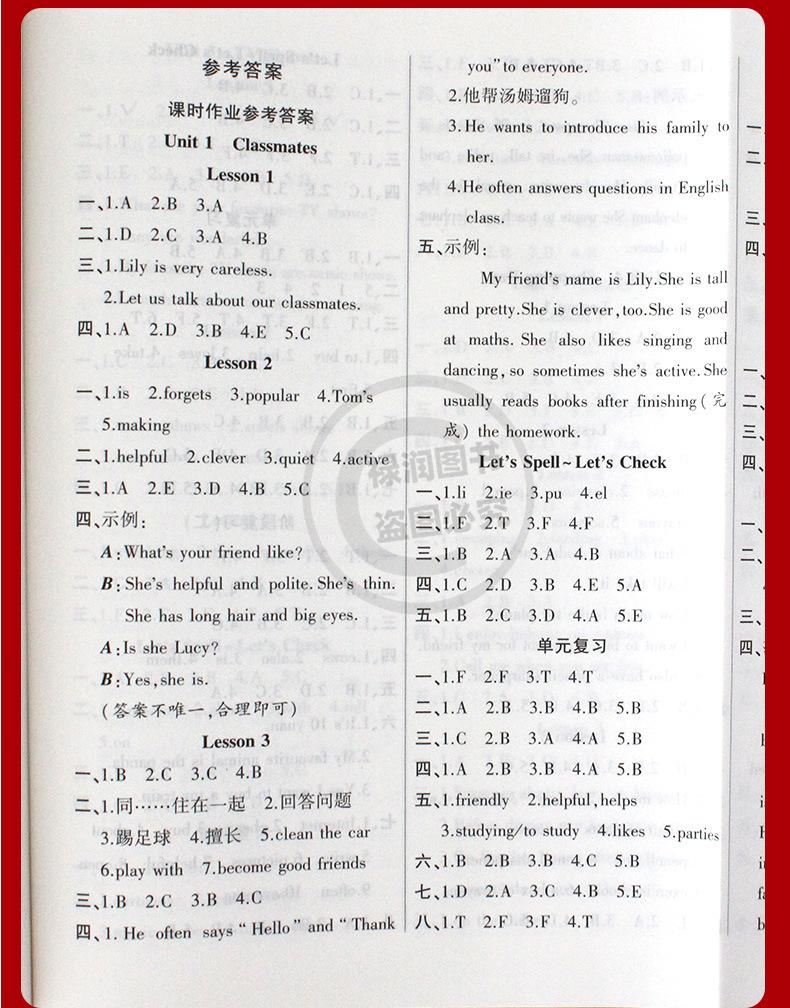 参考答案
课时作业参考答案
Unit 1 Classmates
Lesson 1
一、1.A 2.B 3.A
二、1.D 2.C 3.A 4.B
三、1.Lily is very careless.
2.Let us talk about our classmates.
四、1.A 2.D 3.B 4.E 5.C
Lesson 2
一、1.is 2.forgets 3.popular 4.Tom's
5.making
二、1.helpful 2.clever 3.quiet 4.active
三、1.A 2.E 3.D 4.B 5.C
四、示例：
A:What's your friend like?
B:She's helpful and polite.She's thin.
She has long hair and big eyes.
A:Is she Lucy?
B:Yes,she is.
(答案不唯一,合理即可)
Lesson 3
一、1.B 2.C 3.C 4.B
二、1.同……住在一起 2.回答问题
3.踢足球 4.擅长 5.clean the car
6.play with 7.become good friends
三、1.B 2.C 3.B 4.C
四、1. He often says "Hello" and "Thank
you" to everyone.
2.他帮汤姆遛狗。
3.He wants to introduce his family to
her.
4.He often answers questions in English
class.
五、示例：
My friend's name is Lily.She is tall
and pretty.She is clever,too.She is good
at maths. She also likes singing and
dancing,so sometimes she's active.She
usually reads books after finishing(完
成) the homework.
Let's Spell~Let's Check
一、1.li 2.ie 3.pu 4.el
二、1.F 2.T 3.F 4.F
三、1.B 2.A 3.A 4.B
四、1.C 2.D 3.B 4.E 5.A
五、1.B 2.C 3.D 4.A 5.E
单元复习
一、1.F 2.F 3.T 4.T
二、1.A 2.A 3.B 4.B 5.B
三、1.C 2.B 3.A 4.A 5.B
四、1.A 2.B 3.B 4.A 5.B
五、1.friendly 2.helpful,helps
3.studying/to study 4.likes 5.parties
六、1.B 2.B 3.B 4.C 5.B
七、1.D 2.A 3.C 4.B 5.E
八、1.T 2.F 3.F 4.T
禄润图书
盗图必究